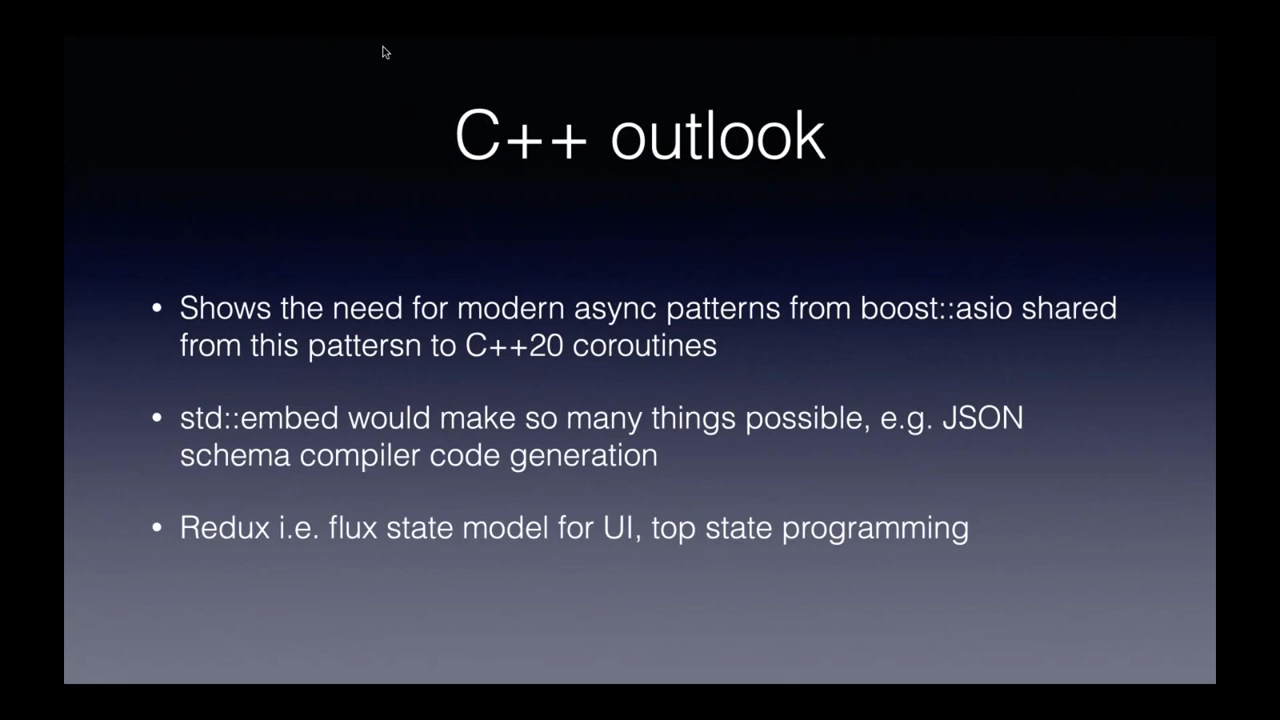 C++ outlook
• Shows the need for modern async patterns from boost::asio shared
from this pattersn to C++20 coroutines
• std::embed would make so many things possible, e.g. JSON
schema compiler code generation
• Redux i.e. flux state model for UI, top state programming